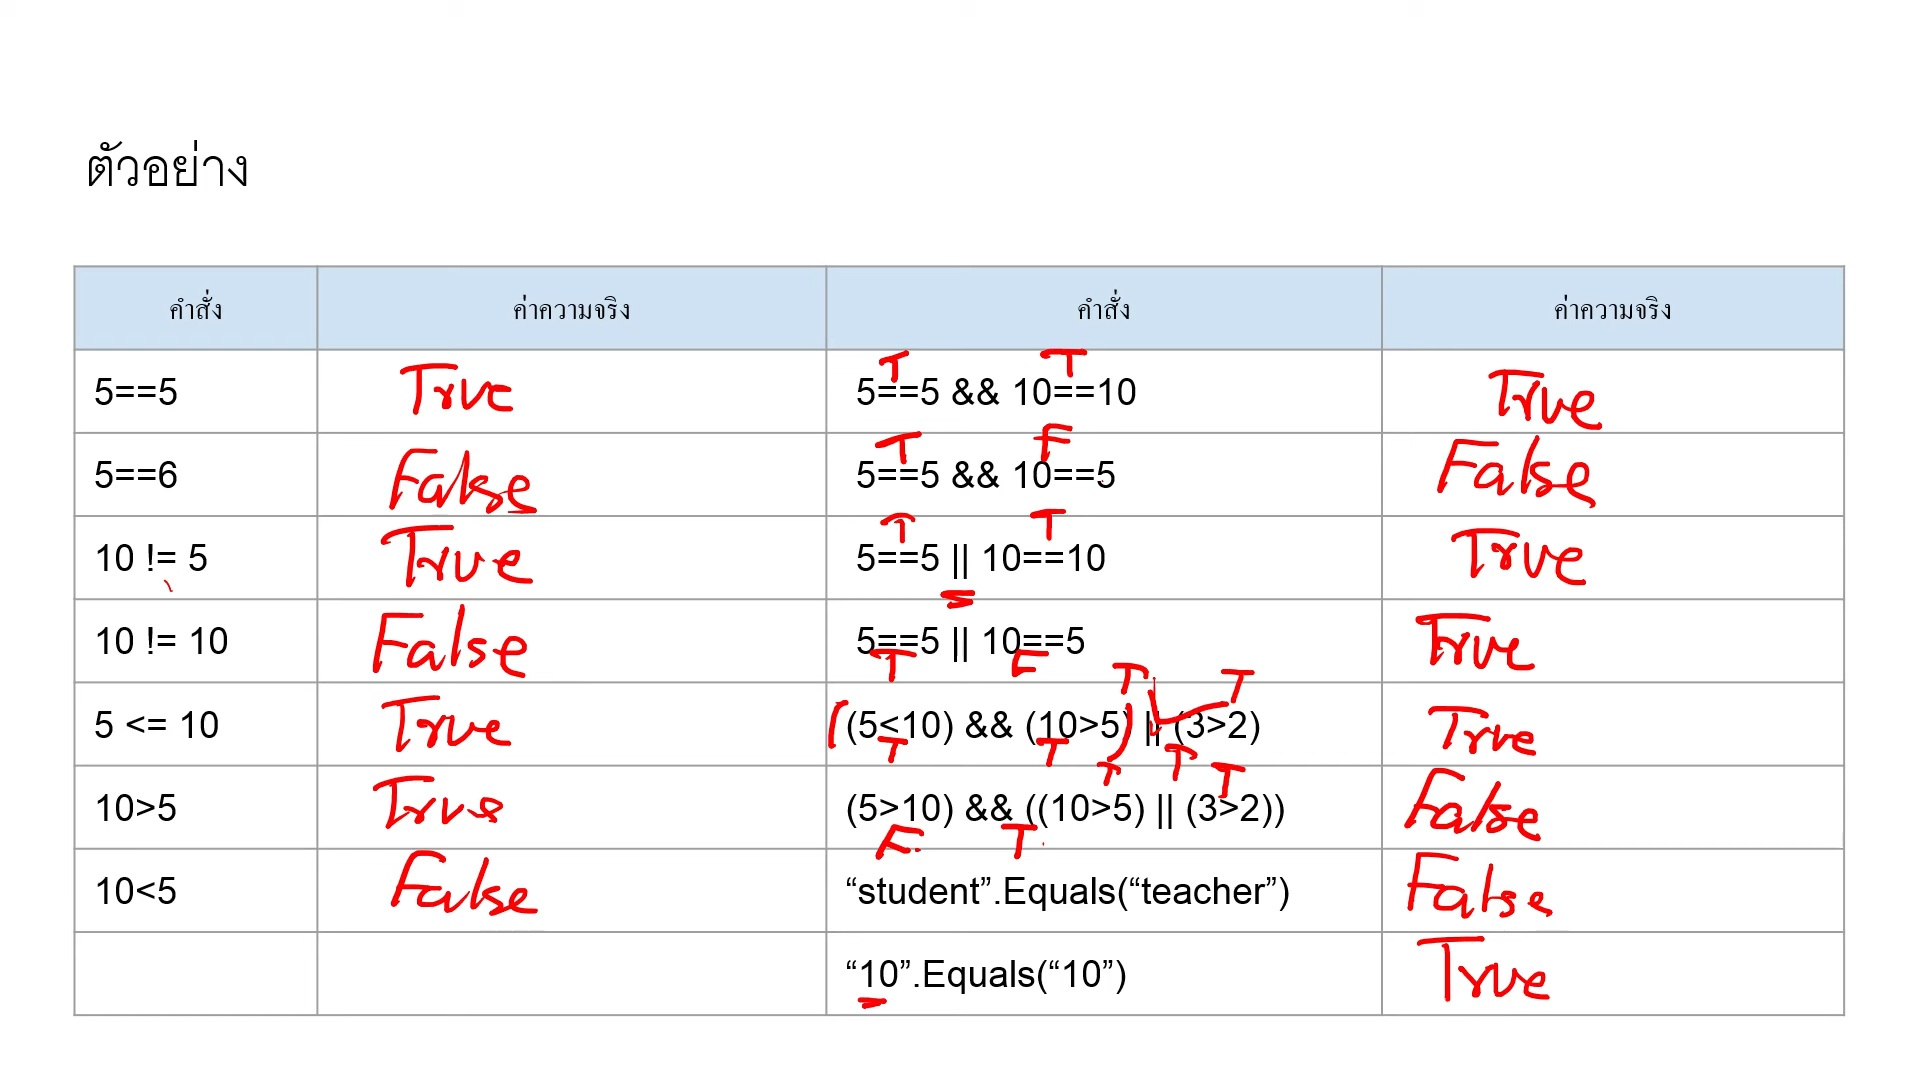 ตัวอย่าง
คำสั่ง ค่าความจริง คำสั่ง ค่าความจริง
T T
5==5 True 5==5 && 10==10 True
T F
5==6 False 5==5 && 10==5 False
T T
10 != 5 True 5==5 || 10==10 True
10 != 10 False 5==5 || 10==5 True
T F T T
5 <= 10 True ((5<10) && (10>5)) || (3>2) True
T T T T T
10>5 True (5>10) && ((10>5) || (3>2)) False
F T
10<5 False “student”.Equals(“teacher”) False
“10”.Equals(“10”) True